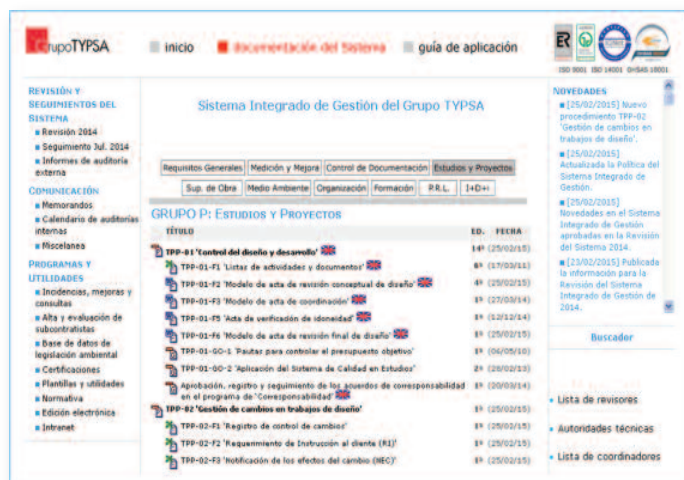 GrupoTYPSA
inicio
documentación del Sistema
guía de aplicación
ER
ISO 9001 ISO 14001 OHSAS 18001
REVISIÓN Y
SEGUIMIENTOS DEL
SISTEMA
Revisión 2014
Seguimiento Jul. 2014
Informes de auditoría
externa
COMUNICACIÓN
Memorandos
Calendario de auditorías
internas
Miscelanea
PROGRAMAS Y
UTILIDADES
Incidencias, mejoras y
consultas
Alta y evaluación de
subcontratistas
Base de datos de
legislación ambiental
Certificaciones
Plantillas y utilidades
Normativa
Edición electrónica
Intranet
Sistema Integrado de Gestión del Grupo TYPSA
Requisitos Generales Medición y Mejora Control de Documentación Estudios y Proyectos
Sup. de Obra Medio Ambiente Organización Formación P.R.L. I+D+i
GRUPO P: ESTUDIOS Y PROYECTOS
TÍTULO ED. FECHA
TPP-01 'Control del diseño y desarrollo' 14ª (25/02/15)
TPP-01-F1 'Listas de actividades y documentos' 6ª (17/03/11)
TPP-01-F2 'Modelo de acta de revisión conceptual de diseño' 4ª (25/02/15)
TPP-01-F3 'Modelo de acta de coordinación' 1ª (27/03/14)
TPP-01-F5 'Acta de verificación de idoneidad' 1ª (12/12/14)
TPP-01-F6 'Modelo de acta de revisión final de diseño' 1ª (25/02/15)
TPP-01-GO-1 'Pautas para controlar el presupuesto objetivo' 1ª (06/05/10)
TPP-01-GO-2 'Aplicación del Sistema de Calidad en Estudios' 2ª (28/02/13)
Aprobación, registro y seguimiento de los acuerdos de corresponsabilidad
en el programa de 'Corresponsabilidad' 1ª (20/03/14)
TPP-02 'Gestión de cambios en trabajos de diseño' 1ª (25/02/15)
TPP-02-F1 'Registro de control de cambios' 1ª (25/02/15)
TPP-02-F2 'Requerimiento de Instrucción al cliente (RI)' 1ª (25/02/15)
TPP-02-F3 'Notificación de los efectos del cambio (NEC)' 1ª (25/02/15)
NOVEDADES
[25/02/2015] Nuevo
procedimiento TPP-02
'Gestión de cambios en
trabajos de diseño'.
[25/02/2015]
Actualizada la Política del
Sistema Integrado de
Gestión.
[25/02/2015]
Novedades en el Sistema
Integrado de Gestión
aprobadas en la Revisión
del Sistema 2014.
[23/02/2015] Publicada
la información para la
Revisión del Sistema
Integrado de Gestión de
2014.
Buscador
Lista de revisores
Autoridades técnicas
Lista de coordinadores